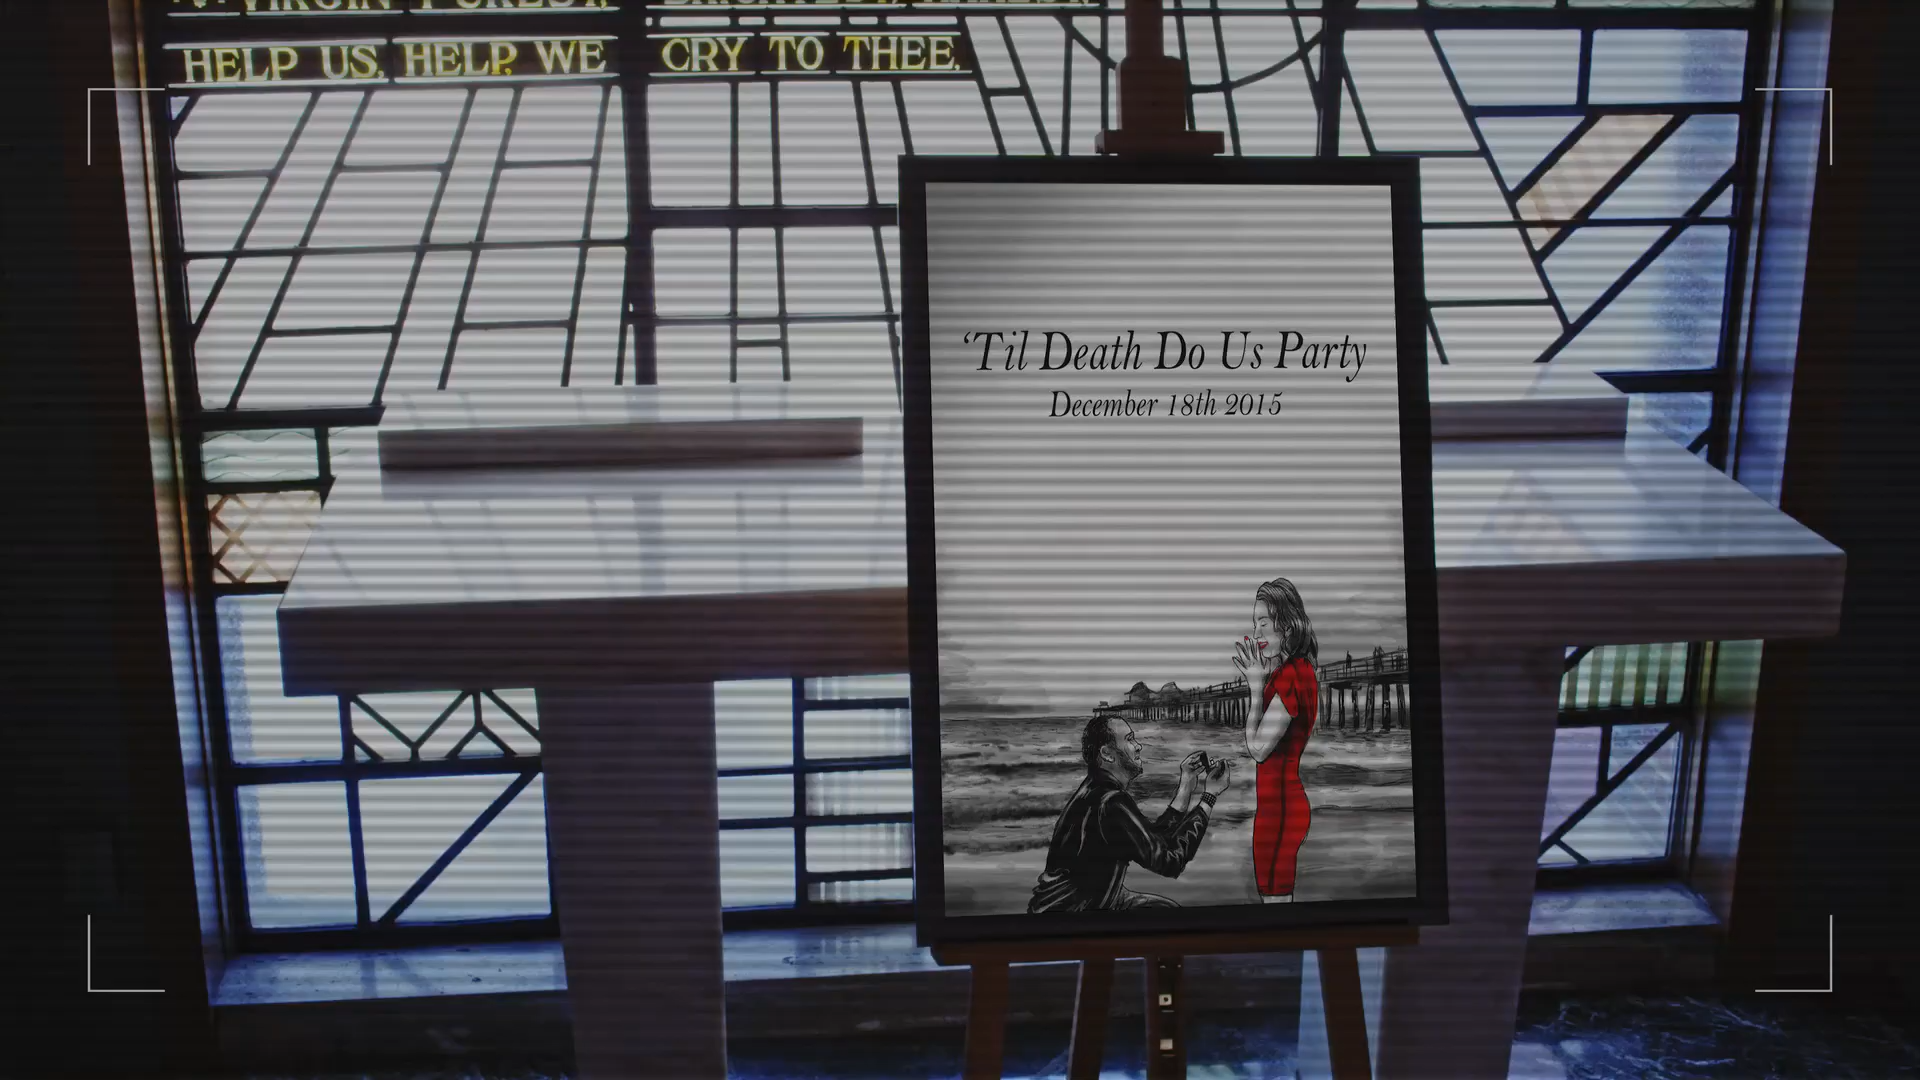 HELP US, HELP, WE CRY TO THEE,
‘Til Death Do Us Party
December 18th 2015